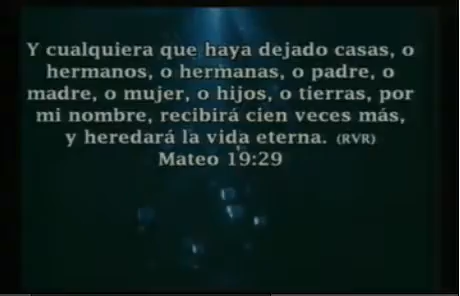 Y cualquiera que haya dejado casas, o
hermanos, o hermanas, o padre, o
madre, o mujer, o hijos, o tierras, por
mi nombre, recibirá cien veces más,
y heredará la vida eterna. (RVR)
Mateo 19:29